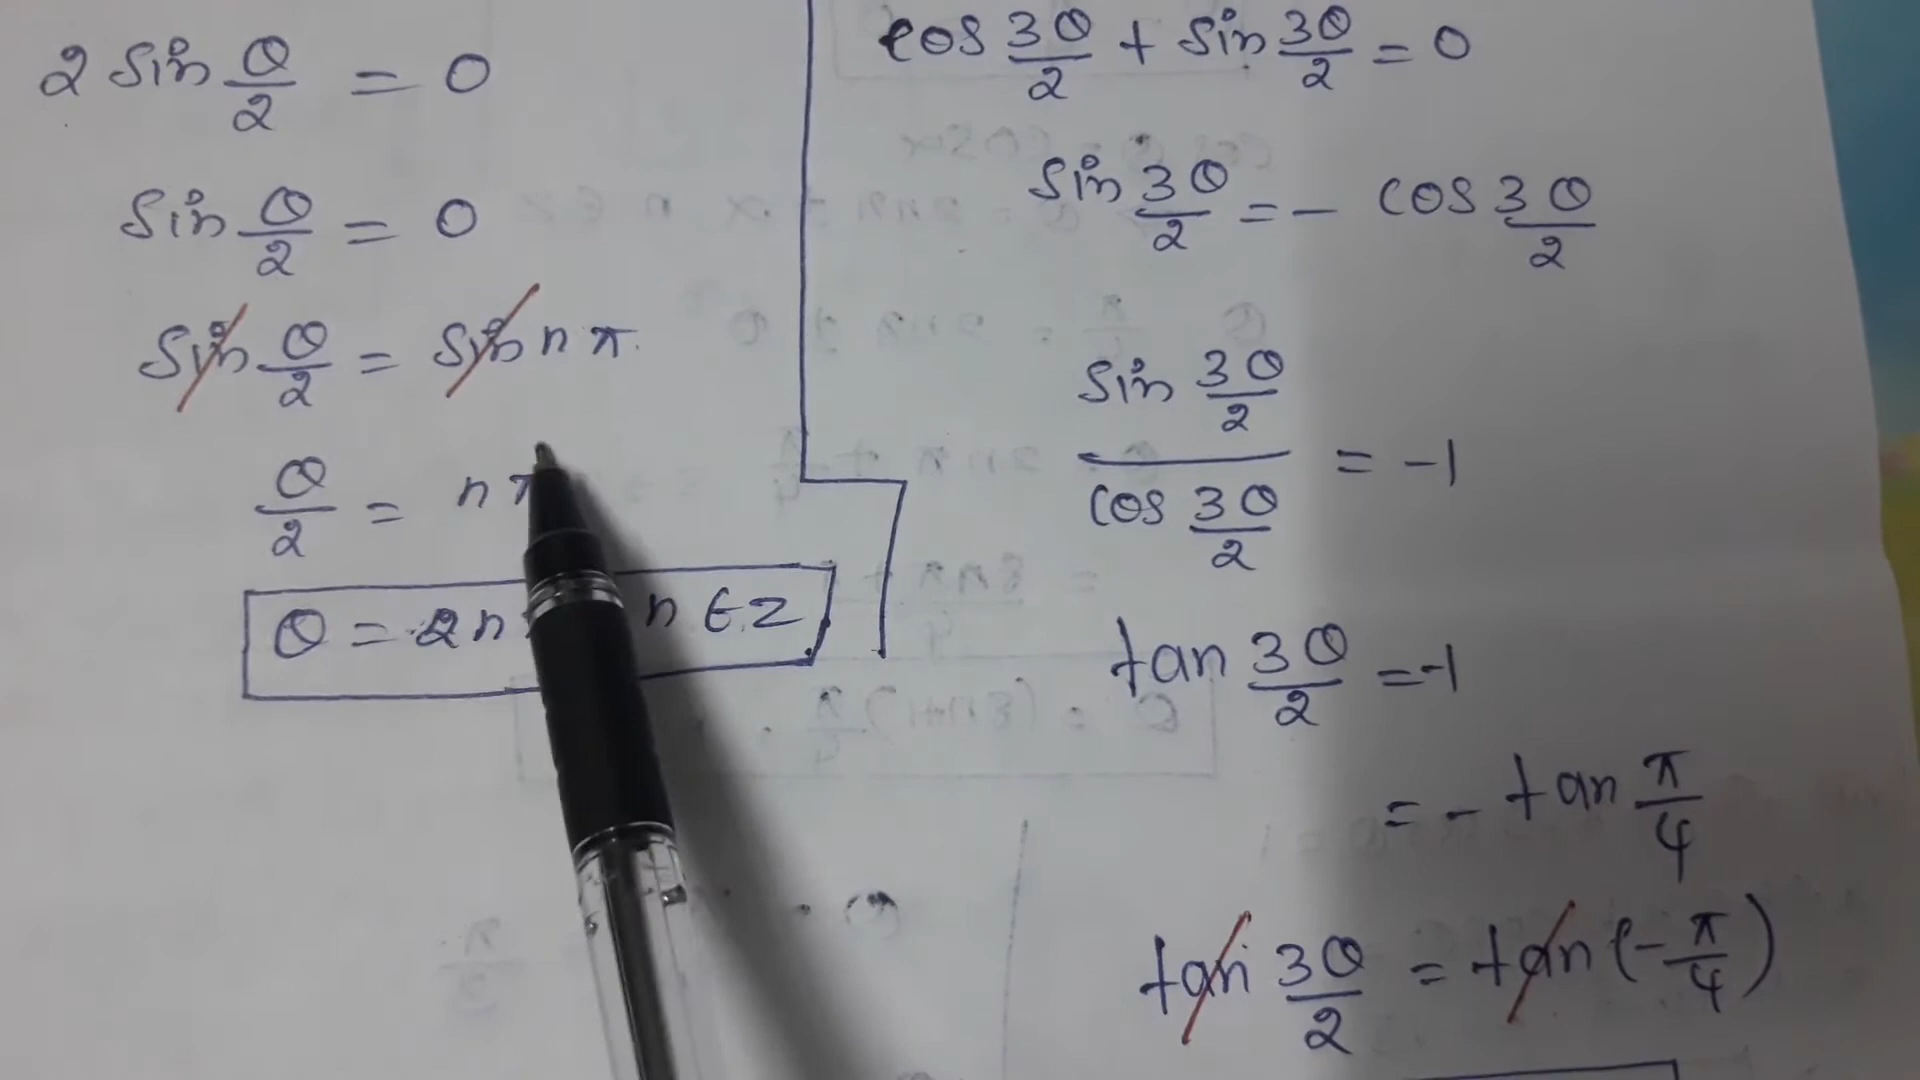 2 sin θ/2 = 0
sin θ/2 = 0
sin θ/2 = sin nπ
θ/2 = nπ
θ = 2n n ∈ Z
cos 3θ/2 + sin 3θ/2 = 0
sin 3θ/2 = - cos 3θ/2
sin 3θ/2 / cos 3θ/2 = -1
tan 3θ/2 = -1
= - tan π/4
tan 3θ/2 = tan (-π/4)